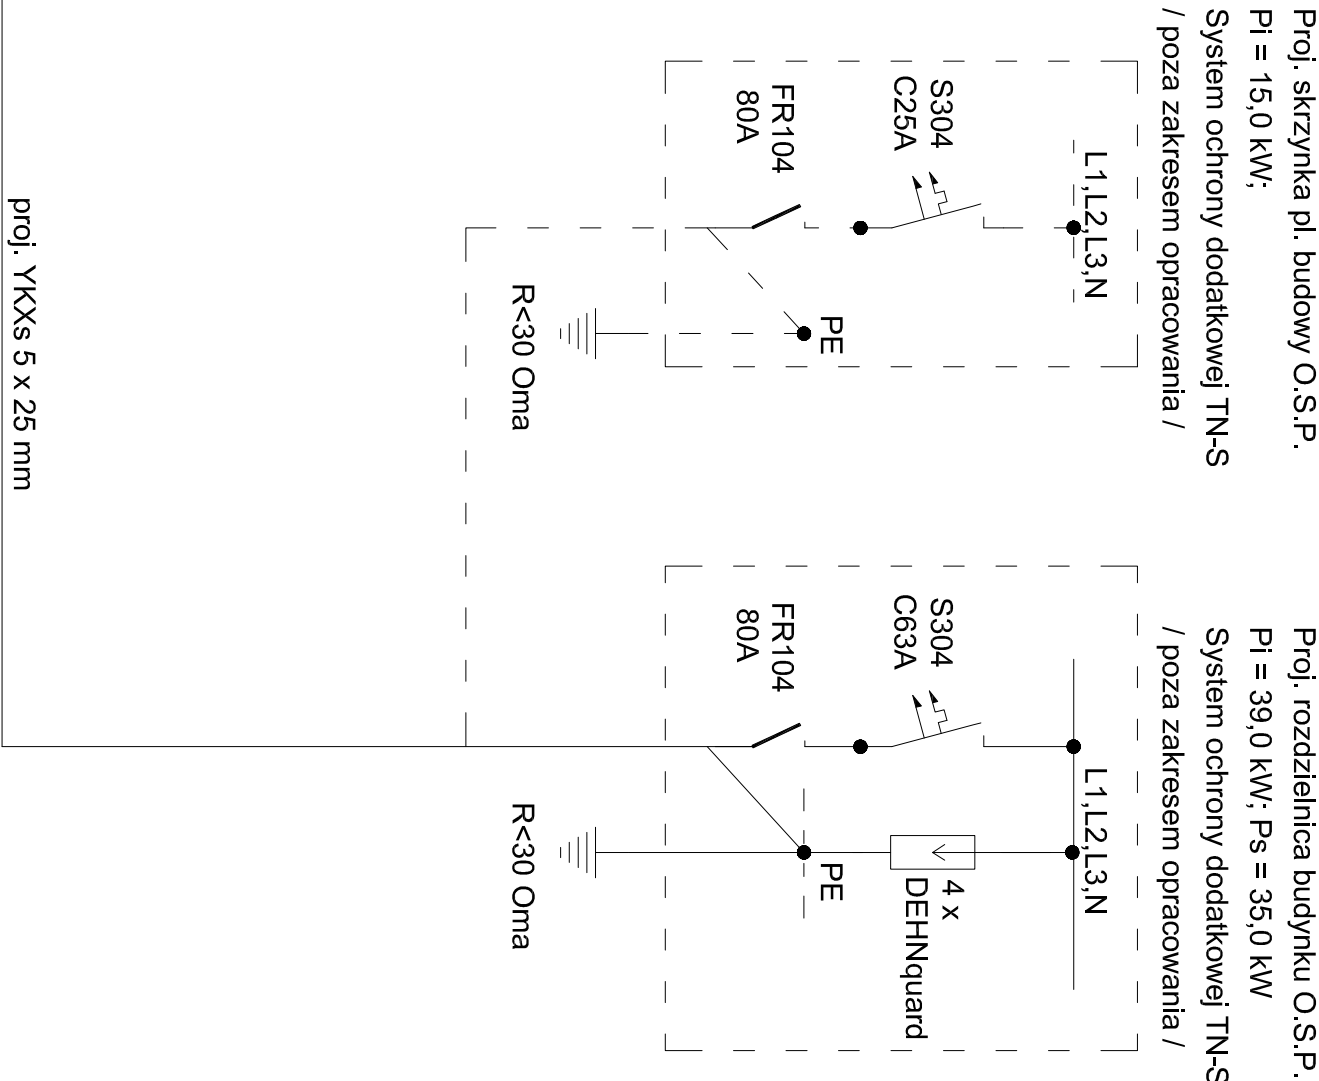 Proj. skrzynka pl. budowy O.S.P.
Pi = 15,0 kW;
System ochrony dodatkowej TN-S
/ poza zakresem opracowania /
L1,L2,L3,N
S304
C25A
FR104
80A
PE
R<30 Oma
Proj. rozdzielnica budynku O.S.P.
Pi = 39,0 kW; Ps = 35,0 kW
System ochrony dodatkowej TN-S
/ poza zakresem opracowania /
L1,L2,L3,N
S304
C63A
4 x
DEHNquard
FR104
80A
PE
R<30 Oma
proj. YKXs 5 x 25 mm